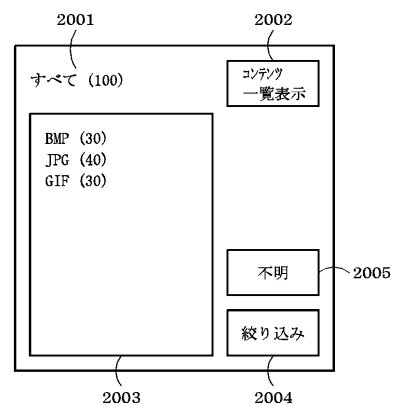 2001
2002
すべて (100)
コンテンツ
一覧表示
BMP (30)
JPG (40)
GIF (30)
不明
2005
絞り込み
2003
2004